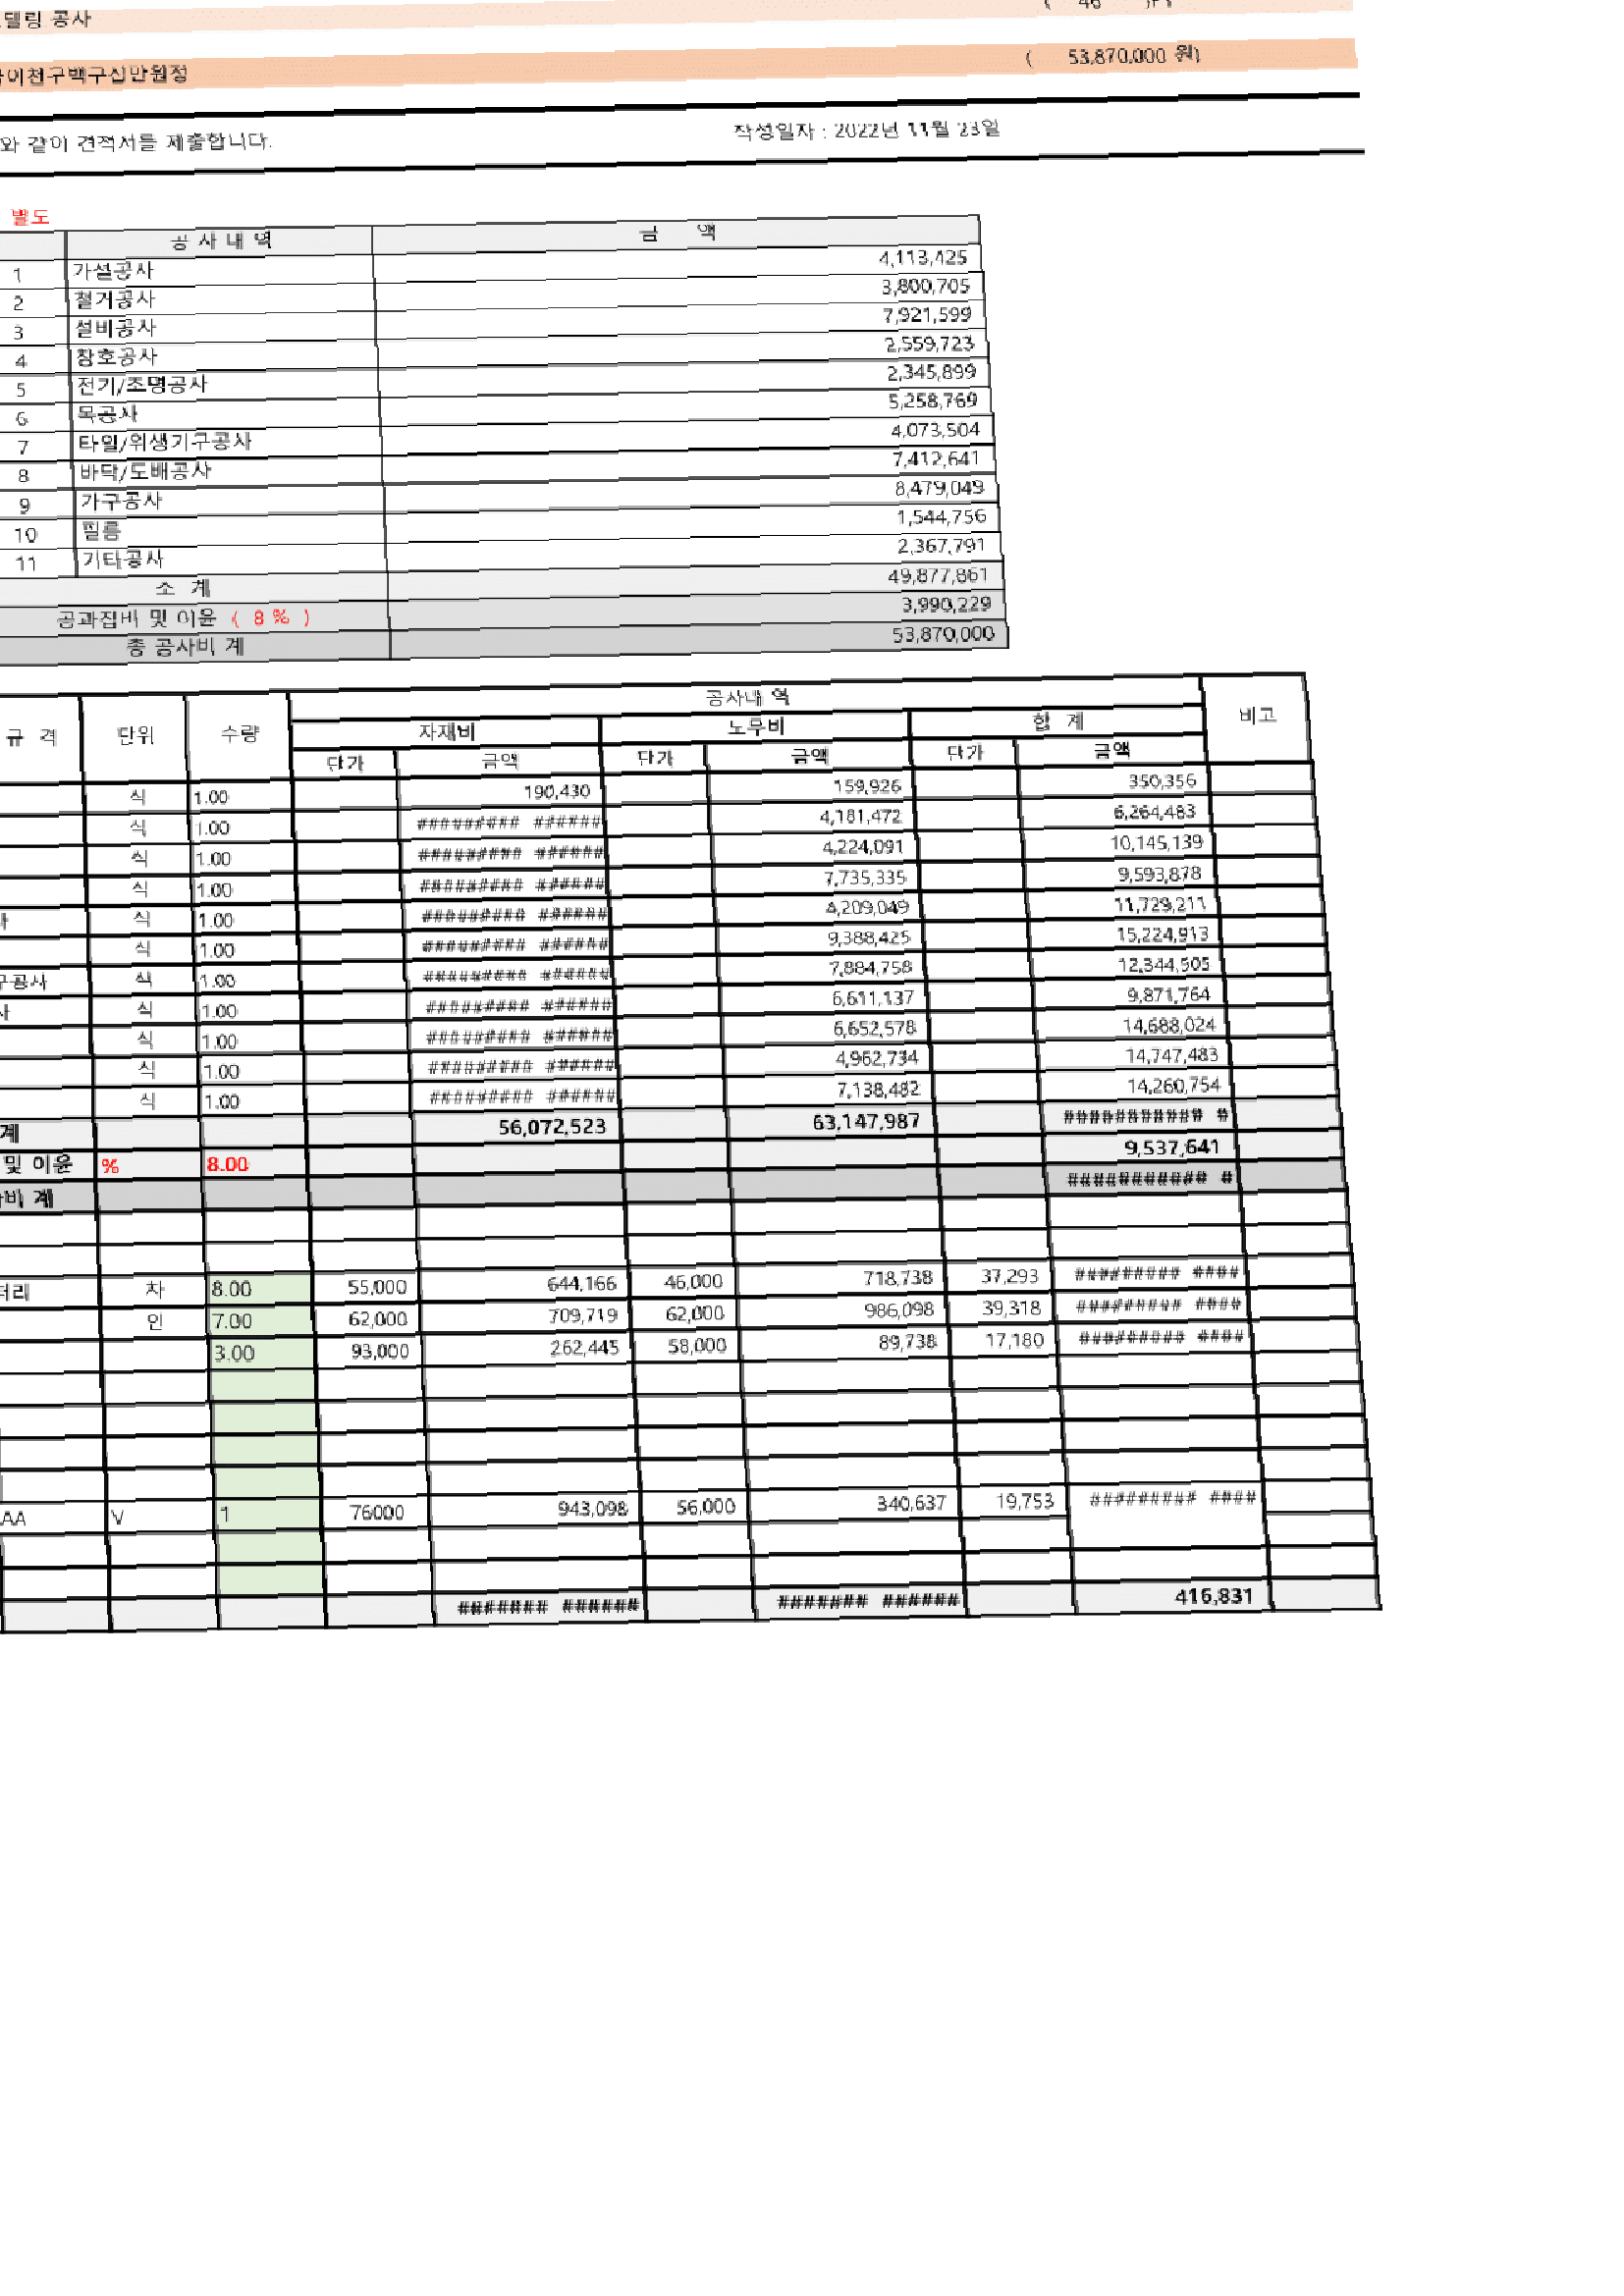 델링 공사 ( 46 )PY
이천구백구십만원정 ( 53,870,000 원)
와 같이 견적서를 제출합니다. 작성일자 : 2022년 11월 23일
별도
공 사 내 역 금 액
1 가설공사 4,113,425
2 철거공사 3,800,705
3 설비공사 7,921,599
4 창호공사 2,559,723
5 전기/조명공사 2,345,899
6 목공사 5,258,769
7 타일/위생기구공사 4,073,504
8 바닥/도배공사 7,412,641
9 가구공사 8,479,049
10 필름 1,544,756
11 기타공사 2,367,791
소 계 49,877,861
공과잡비 및 이윤 ( 8 % ) 3,990,229
총 공사비 계 53,870,000
규 격 단위 수량 공사내 역 비고
자재비 노무비 합 계
단가 금액 단가 금액 단가 금액
식 1.00 190,430 159,926 350,356
식 1.00 ######### ###### 4,181,472 6,264,483
식 1.00 ######### ###### 4,224,091 10,145,139
식 1.00 ######### ###### 7,735,335 9,593,878
사 식 1.00 ######### ###### 4,209,049 11,729,211
식 1.00 ######### ###### 9,388,425 15,224,913
구공사 식 1.00 ######### ###### 7,884,758 12,344,905
사 식 1.00 ######### ###### 6,611,137 9,871,764
식 1.00 ######### ###### 6,652,578 14,688,024
식 1.00 ######### ###### 4,962,734 14,747,483
식 1.00 ######### ###### 7,138,482 14,260,754
계 56,072,523 63,147,987 ########### #
및 이윤 % 8.00 9,537,641
비 계 ########### #
터리 차 8.00 55,000 644,166 46,000 718,738 37,293 ######### ####
인 7.00 62,000 709,719 62,000 986,098 39,318 ######### ####
3.00 93,000 262,445 58,000 89,738 17,180 ######### ####
AA V 1 76000 943,098 56,000 340,637 19,753 ######### ####
####### ###### ####### ###### 416,831